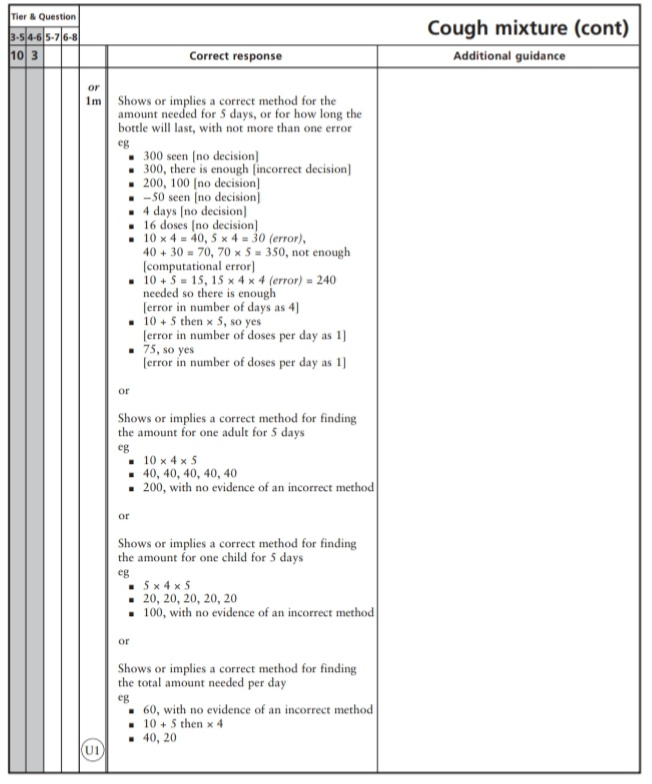 Tier & Question
Cough mixture (cont)
3-5 4-6 5-7 6-8
10 3
Correct response
Additional guidance
or
1m Shows or implies a correct method for the
amount needed for 5 days, or for how long the
bottle will last, with not more than one error
eg
▪ 300 seen [no decision]
▪ 300, there is enough [incorrect decision]
▪ 200, 100 [no decision]
▪ −50 seen [no decision]
▪ 4 days [no decision]
▪ 16 doses [no decision]
▪ 10 × 4 = 40, 5 × 4 = 30 (error),
40 + 30 = 70, 70 × 5 = 350, not enough
[computational error]
▪ 10 + 5 = 15, 15 × 4 × 4 (error) = 240
needed so there is enough
[error in number of days as 4]
▪ 10 + 5 then × 5, so yes
[error in number of doses per day as 1]
▪ 75, so yes
[error in number of doses per day as 1]
or
Shows or implies a correct method for finding
the amount for one adult for 5 days
eg
▪ 10 × 4 × 5
▪ 40, 40, 40, 40, 40
▪ 200, with no evidence of an incorrect method
or
Shows or implies a correct method for finding
the amount for one child for 5 days
eg
▪ 5 × 4 × 5
▪ 20, 20, 20, 20, 20
▪ 100, with no evidence of an incorrect method
or
Shows or implies a correct method for finding
the total amount needed per day
eg
▪ 60, with no evidence of an incorrect method
▪ 10 + 5 then × 4
▪ 40, 20
U1